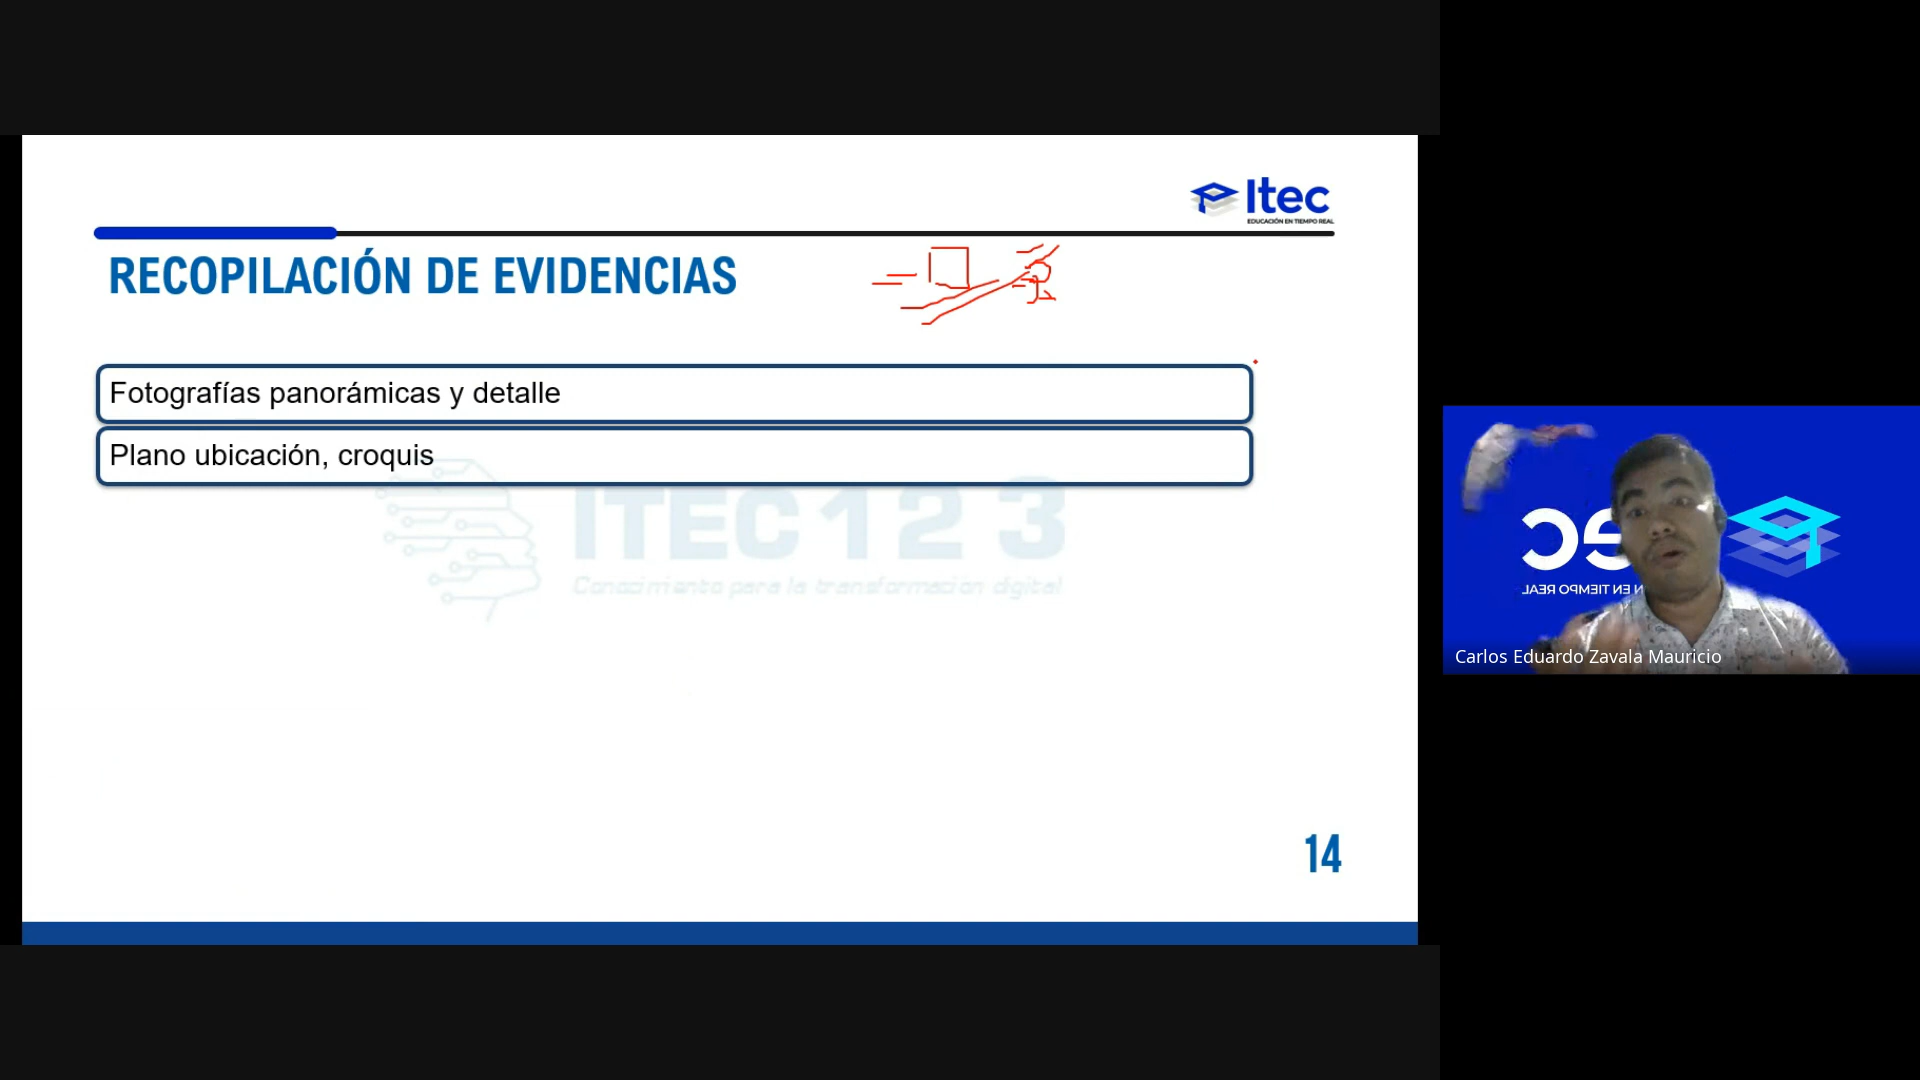 Itec
EDUCACIÓN EN TIEMPO REAL
RECOPILACIÓN DE EVIDENCIAS
Fotografías panorámicas y detalle
Plano ubicación, croquis
ITEC 1 2 3
Conocimiento para la transformacion digital
14
N EN TIEMPO REAL
Carlos Eduardo Zavala Mauricio